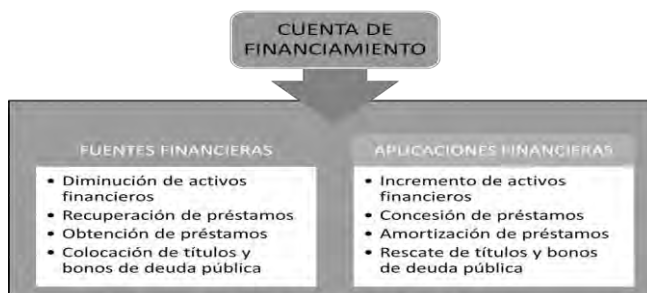 CUENTA DE
FINANCIAMIENTO
FUENTES FINANCIERAS
• Diminución de activos
financieros
• Recuperación de préstamos
• Obtención de préstamos
• Colocación de títulos y
bonos de deuda pública
APLICACIONES FINANCIERAS
• Incremento de activos
financieros
• Concesión de préstamos
• Amortización de préstamos
• Rescate de títulos y bonos
de deuda pública